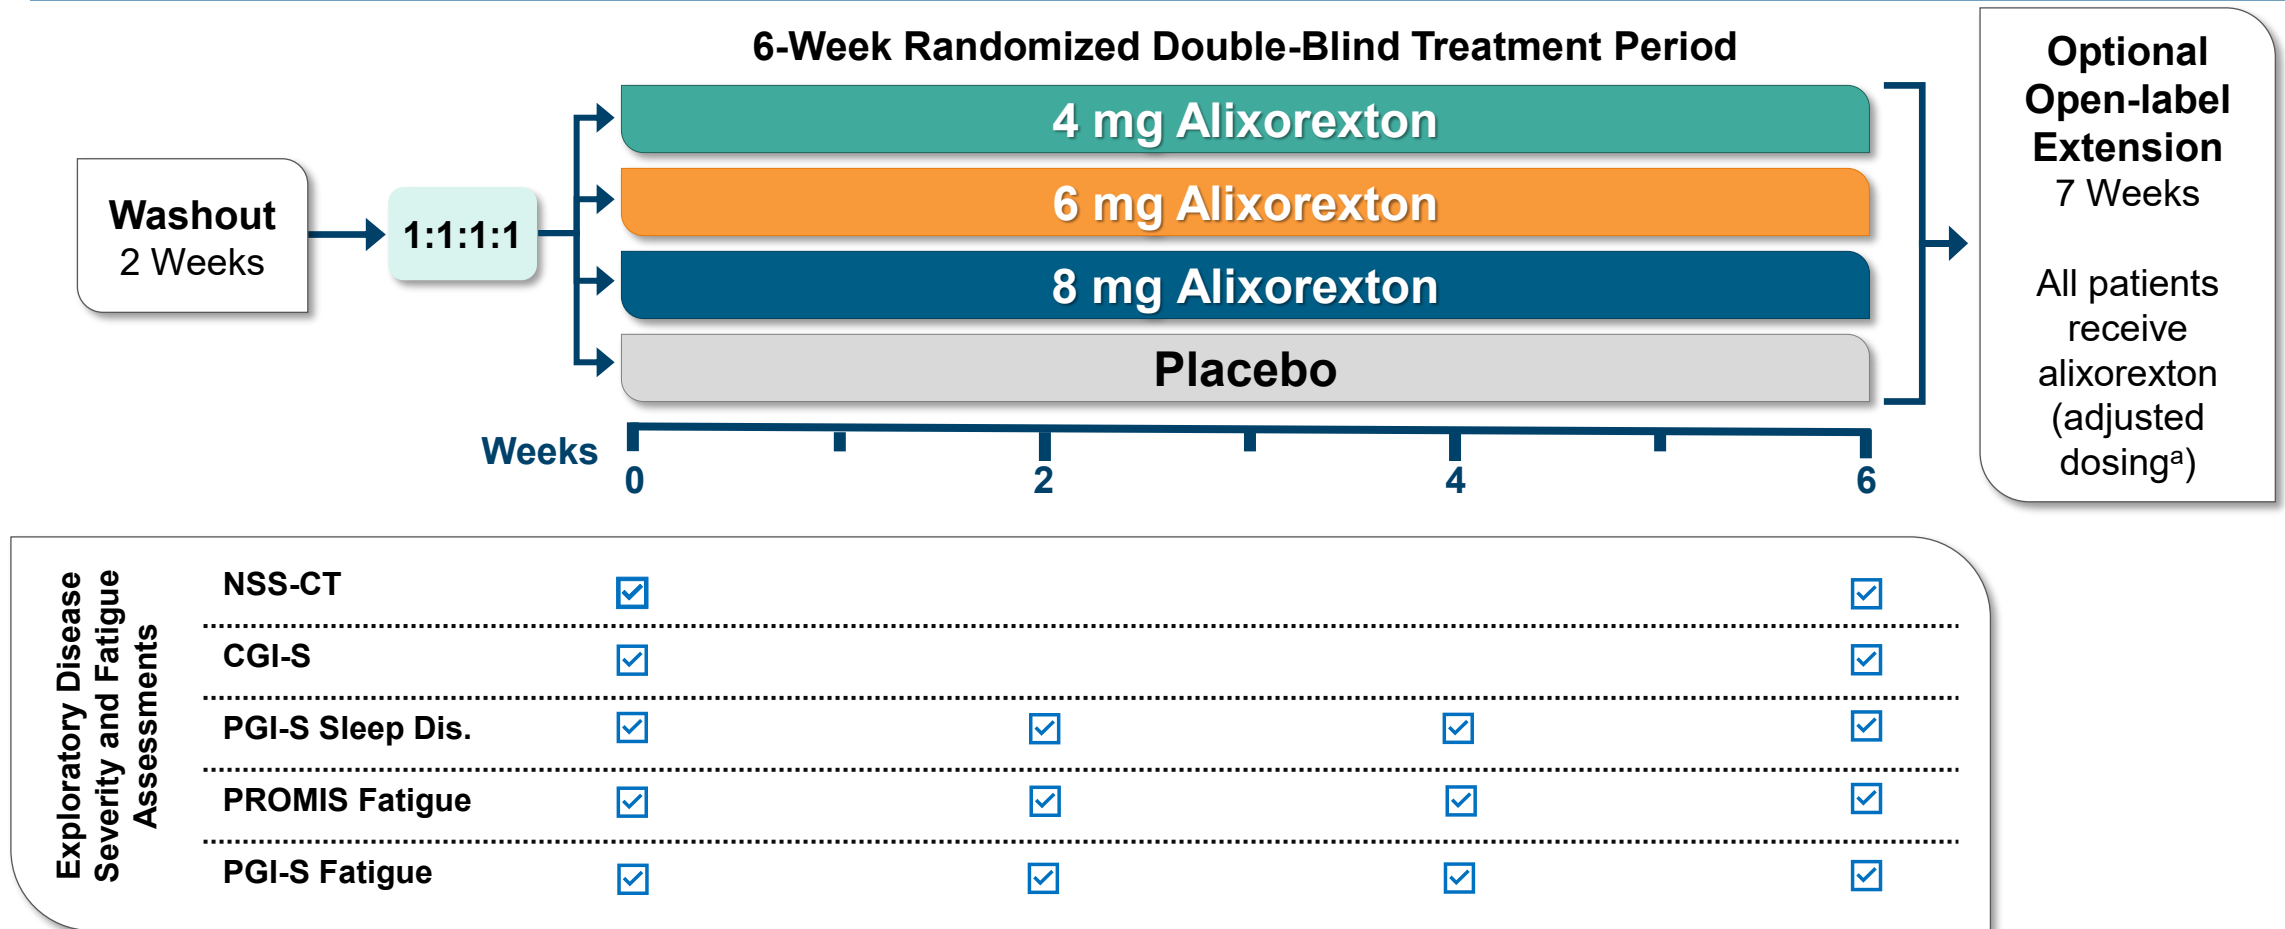 6-Week Randomized Double-Blind Treatment Period
Washout
2 Weeks
1:1:1:1
4 mg Alixorexton
6 mg Alixorexton
8 mg Alixorexton
Placebo
Weeks
0
2
4
6
Optional
Open-label
Extension
7 Weeks
All patients
receive
alixorexton
(adjusted
dosingᵃ)
Exploratory Disease
Severity and Fatigue
Assessments
NSS-CT
CGI-S
PGI-S Sleep Dis.
PROMIS Fatigue
PGI-S Fatigue